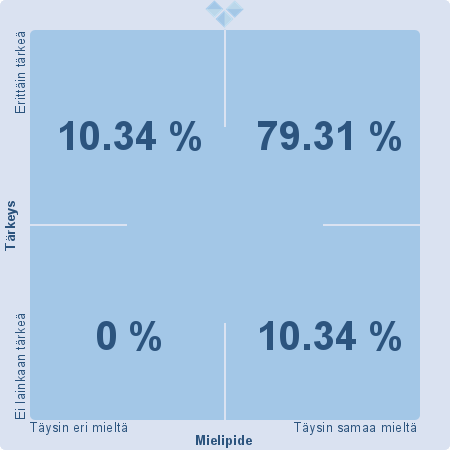 Erittäin tärkeä
10.34 %
79.31 %
Tärkeys
Ei lainkaan tärkeä
0 %
10.34 %
Täysin eri mieltä
Täysin samaa mieltä
Mielipide